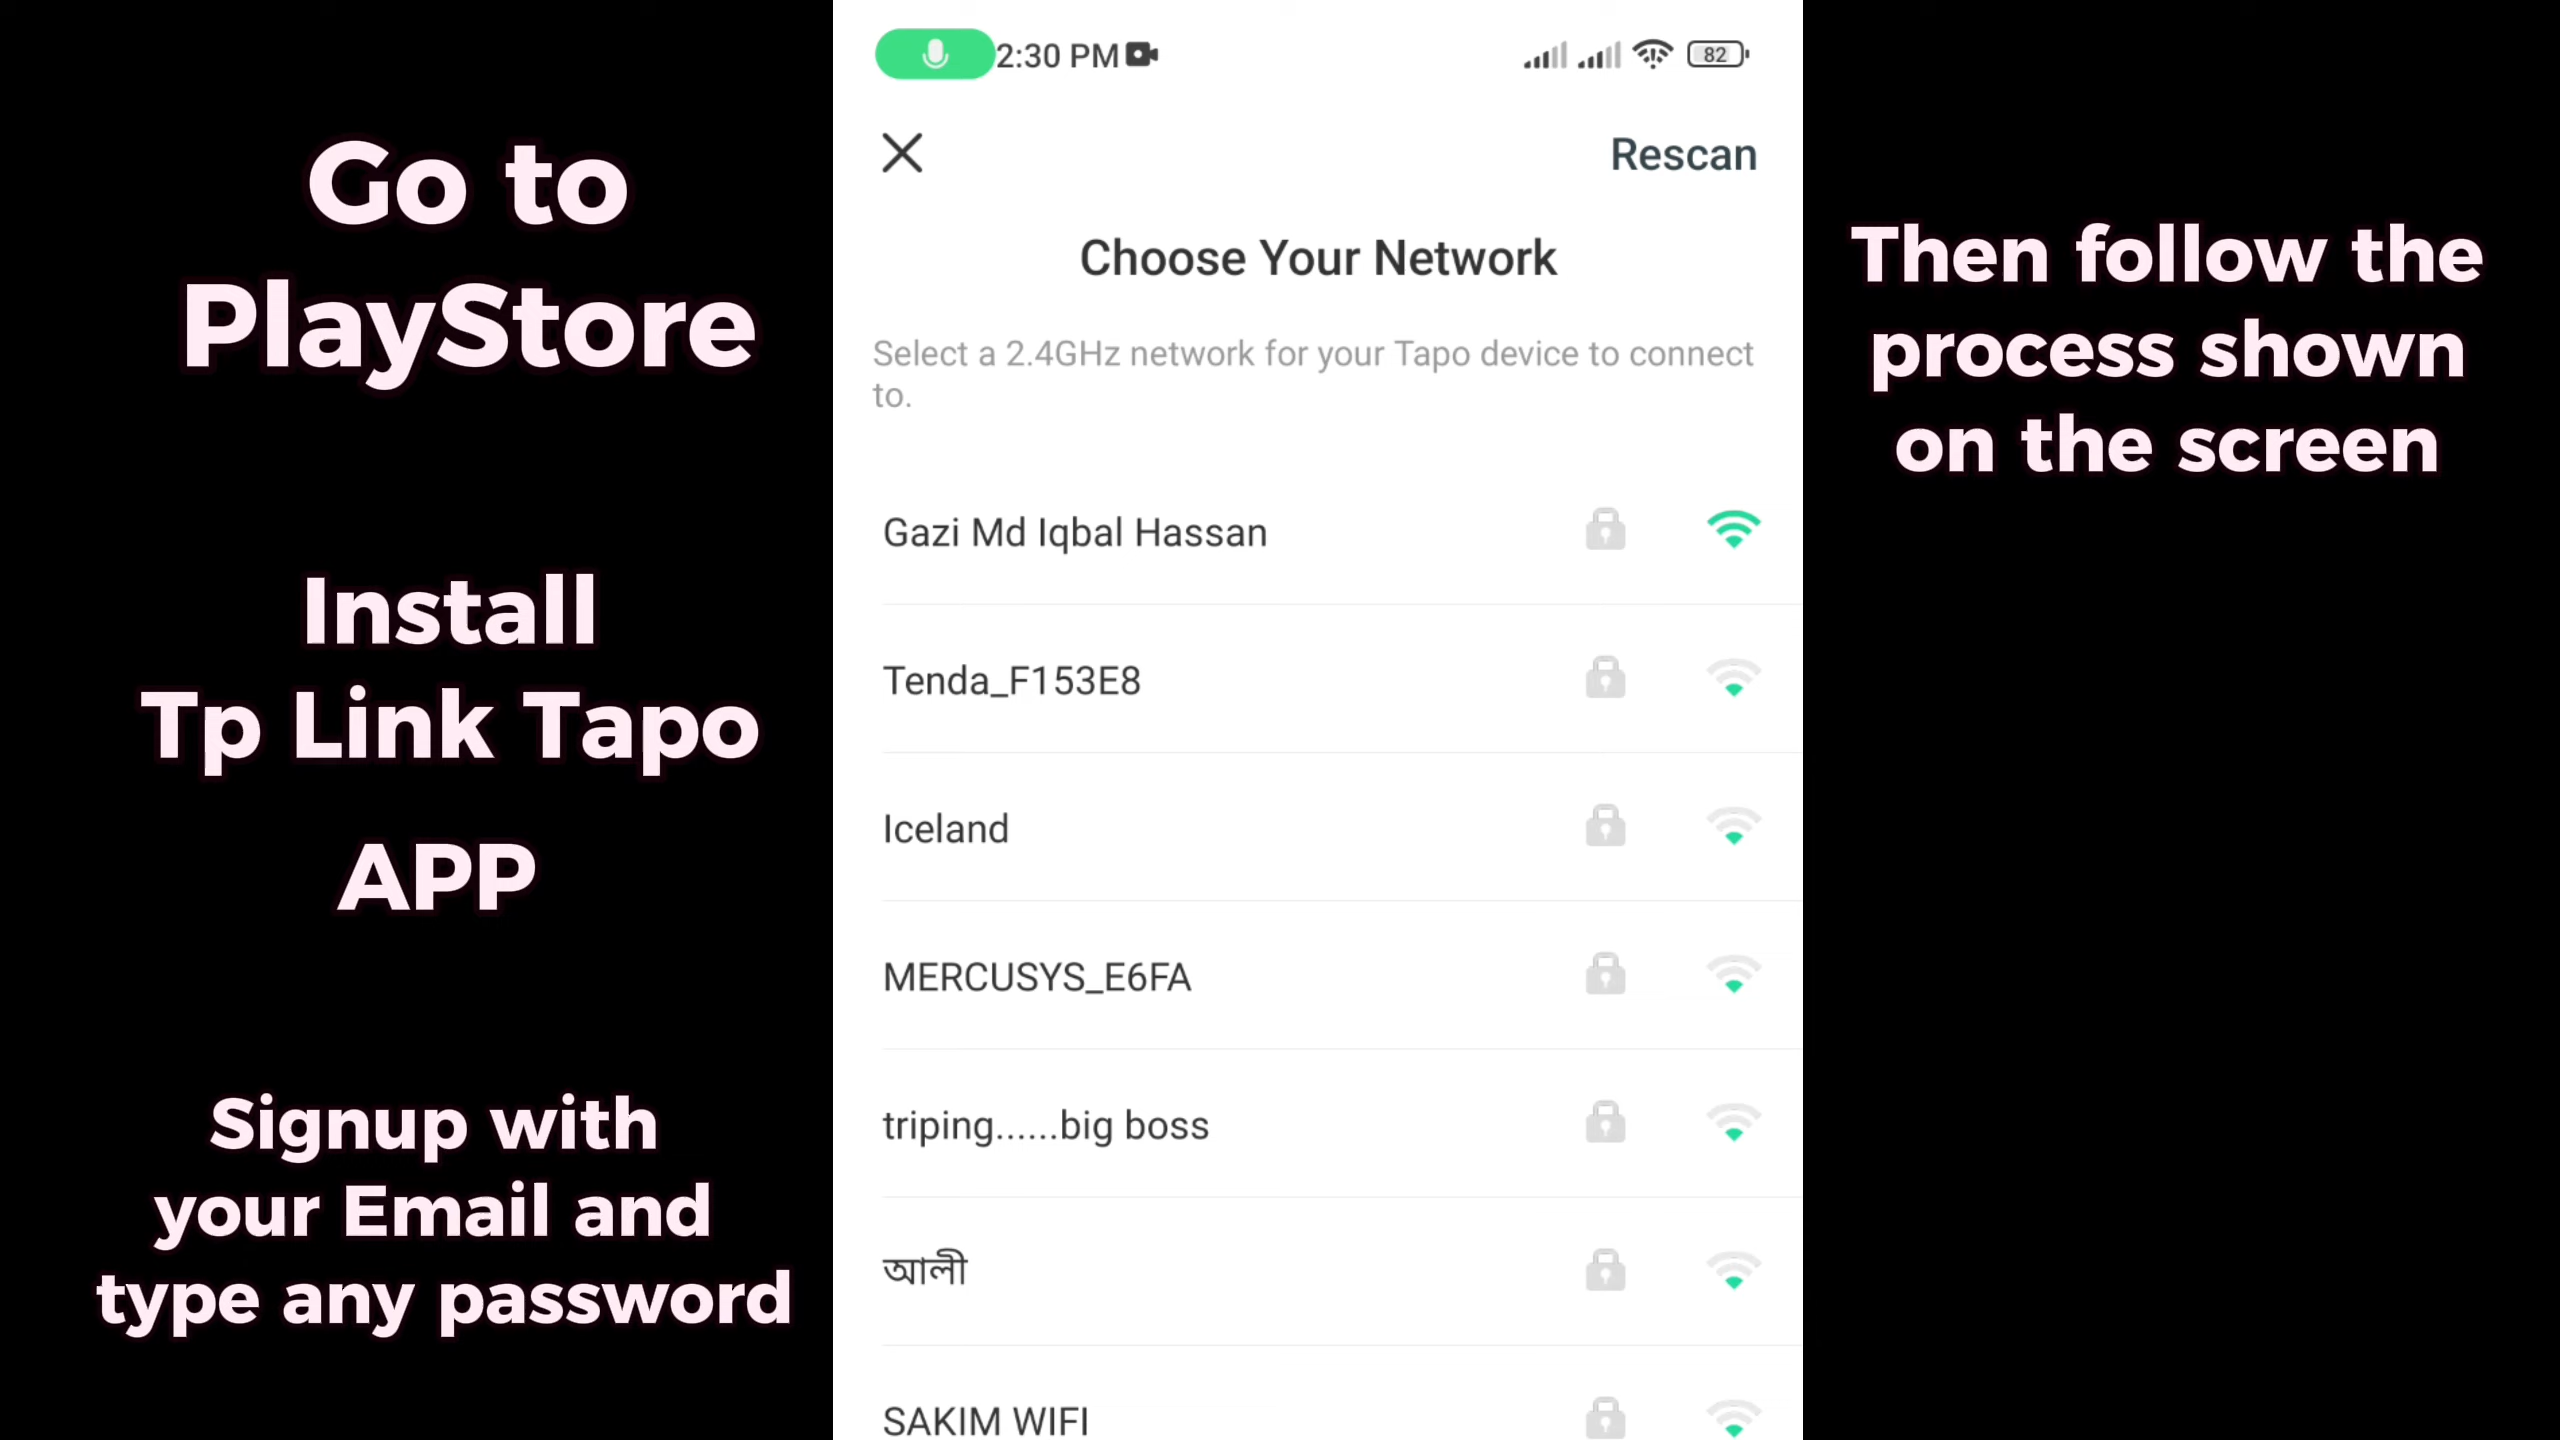 Go to
PlayStore
Install
Tp Link Tapo
APP
Signup with
your Email and
type any password
2:30 PM
82
Rescan
Choose Your Network
Select a 2.4GHz network for your Tapo device to connect
to.
Gazi Md Iqbal Hassan
Tenda_F153E8
Iceland
MERCUSYS_E6FA
triping......big boss
আলী
SAKIM WIFI
Then follow the
process shown
on the screen